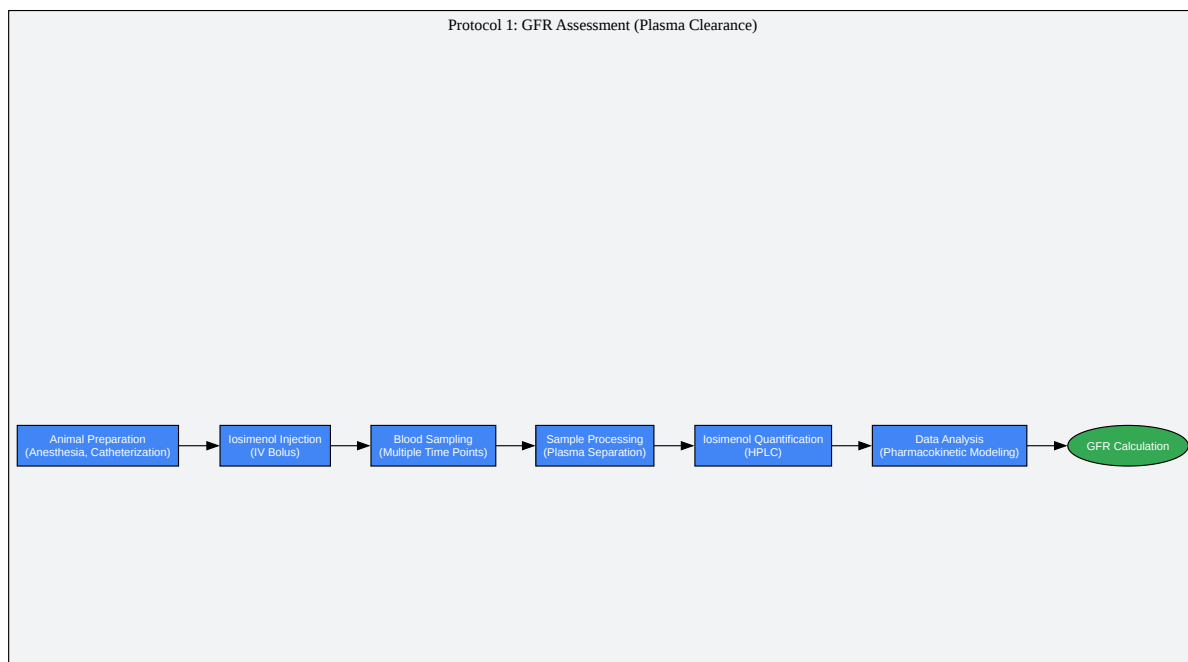 Protocol 1: GFR Assessment (Plasma Clearance)
Animal Preparation
(Anesthesia, Catheterization)
Iosimenol Injection
(IV Bolus)
Blood Sampling
(Multiple Time Points)
Sample Processing
(Plasma Separation)
Iosimenol Quantification
(HPLC)
Data Analysis
(Pharmacokinetic Modeling)
GFR Calculation